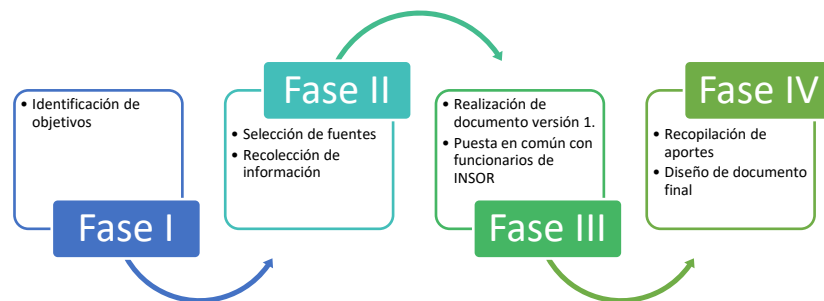 • Identificación de
objetivos
Fase I
Fase II
• Selección de fuentes
• Recolección de
información
• Realización de
documento versión 1.
• Puesta en común con
funcionarios de
INSOR
Fase III
Fase IV
• Recopilación de
aportes
• Diseño de documento
final